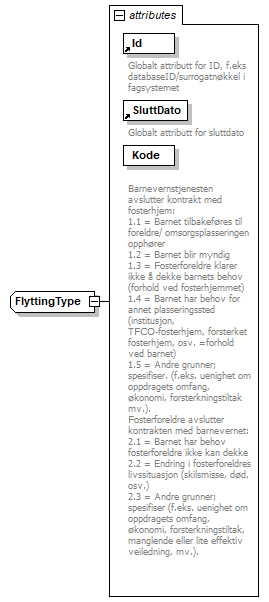 attributes
Id
Globalt attributt for ID, f.eks
databaseID/surrogatnøkkel i
fagsystemet
SluttDato
Globalt attributt for sluttdato
Kode
Barnevernstjenesten
avslutter kontrakt med
fosterhjem:
1.1 = Barnet tilbakeføres til
foreldre/ omsorgsplasseringen
opphører
1.2 = Barnet blir myndig
1.3 = Fosterforeldre klarer
ikke å dekke barnets behov
(forhold ved fosterhjemmet)
1.4 = Barnet har behov for
annet plasseringssted
(institusjon,
TFCO-fosterhjem, forsterket
fosterhjem, osv. =forhold
ved barnet)
1.5 = Andre grunner;
spesifiser. (f.eks. uenighet om
oppdragets omfang,
økonomi, forsterkningstiltak
mv.).
Fosterforeldre avslutter
kontrakten med barnevernet:
2.1 = Barnet har behov
fosterforeldre ikke kan dekke
2.2 = Endring i fosterforeldres
livssituasjon (skilsmisse, død,
osv.)
2.3 = Andre grunner;
spesifiser (f.eks. uenighet om
oppdragets omfang,
økonomi, forsterkningstiltak,
manglende eller lite effektiv
veiledning, mv.).
FlyttingType